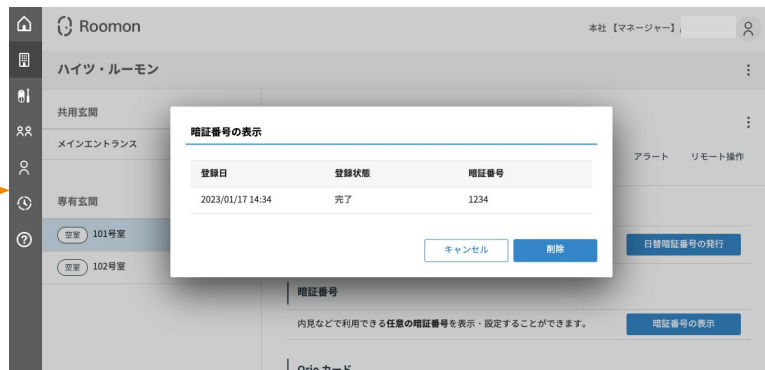 Roomon
本社 【マネージャー】
ハイツ・ルーモン
共用玄関
メインエントランス
アラート リモート操作
専有玄関
空室 101号室
空室 102号室
暗証番号の表示
登録日 登録状態 暗証番号
2023/01/17 14:34 完了 1234
キャンセル 削除
日替暗証番号の発行
暗証番号
内見などで利用できる任意の暗証番号を表示・設定することができます。
暗証番号の表示
Qrio カード